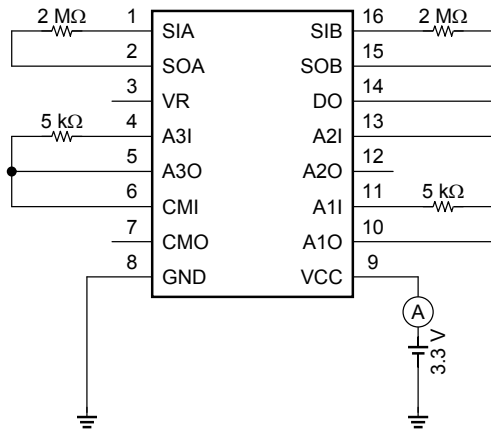 2 MΩ 1 SIA SIB 16 2 MΩ
2 SOA SOB 15
3 VR DO 14
5 kΩ 4 A3I A2I 13
5 A3O A2O 12
6 CMI A1I 11 5 kΩ
7 CMO A1O 10
8 GND VCC 9
A
3.3 V